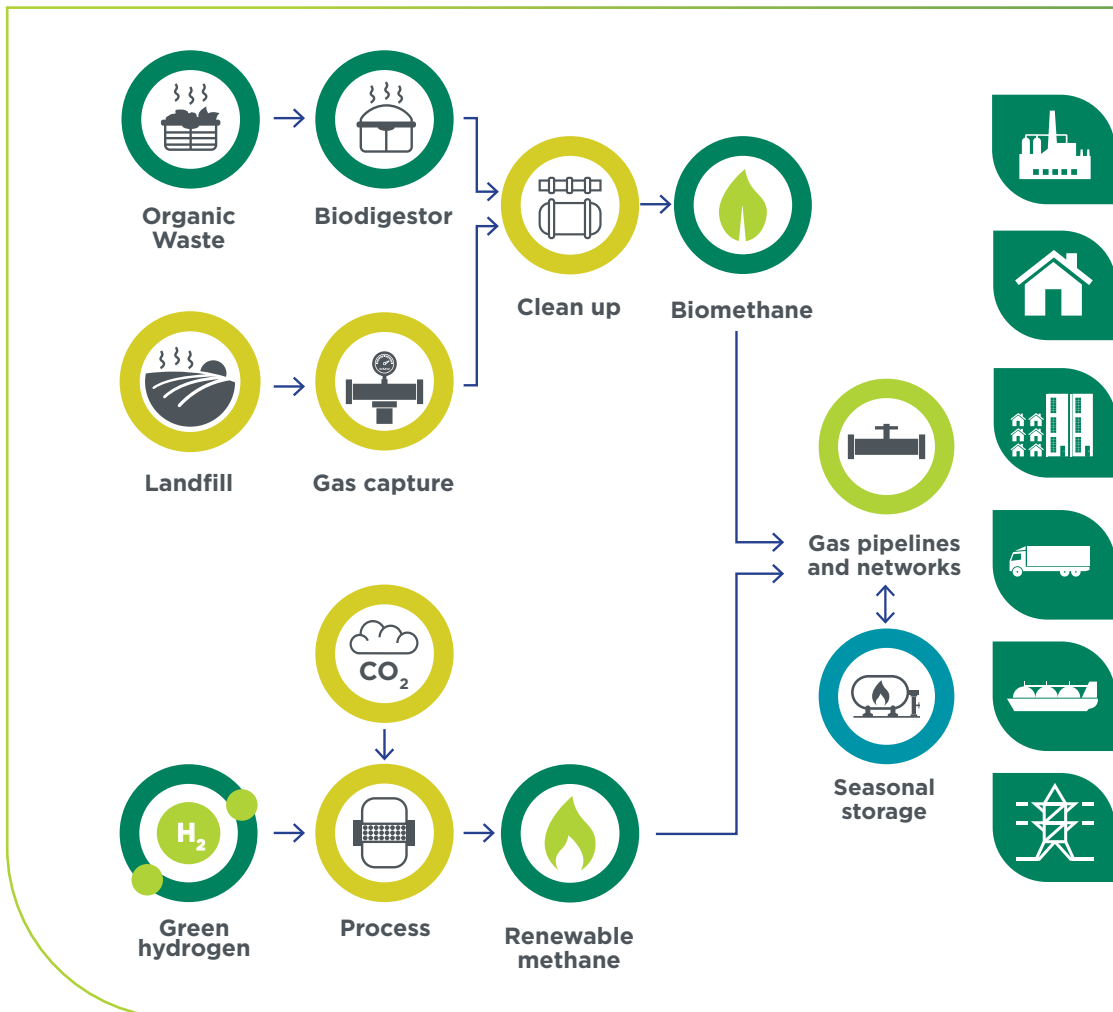 Organic
Waste
Biodigestor
Clean up
Biomethane
Landfill
Gas capture
Gas pipelines
and networks
CO₂
Seasonal
storage
H₂
Green
hydrogen
Process
Renewable
methane